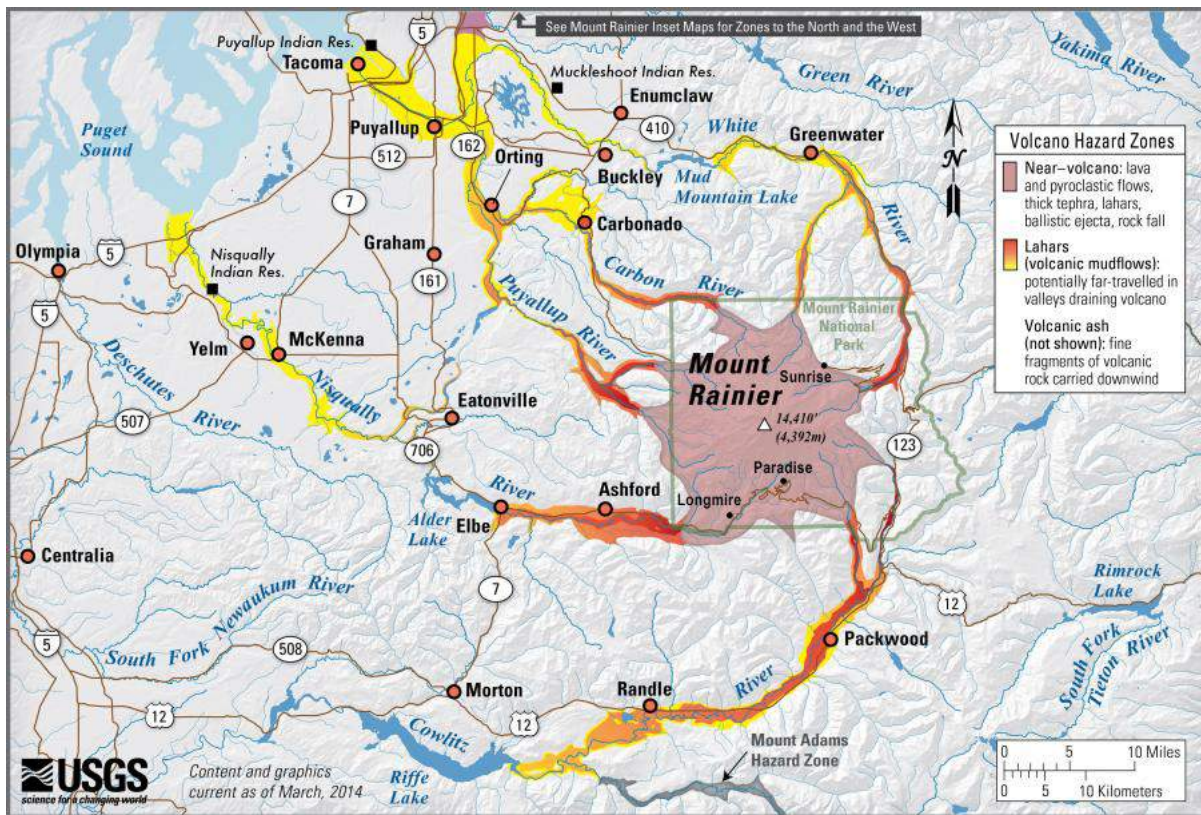 See Mount Rainier Inset Maps for Zones to the North and the West
Puyallup Indian Res.
Tacoma
5
Muckleshoot Indian Res.
Green River
Yakima River
Enumclaw
Puget
Sound
Puyallup
162
410
White
Greenwater
512
Orting
Buckley
Mud
Mountain Lake
River
N
Volcano Hazard Zones
Near–volcano: lava
and pyroclastic flows,
thick tephra, lahars,
ballistic ejecta, rock fall
Lahars
(volcanic mudflows):
potentially far-travelled in
valleys draining volcano
Volcanic ash
(not shown): fine
fragments of volcanic
rock carried downwind
7
Carbonado
Olympia
5
Nisqually
Indian Res.
Graham
161
Carbon River
Puyallup River
Mount Rainier
National
Park
5
Yelm
McKenna
Mount
Rainier
Sunrise
14,410'
(4,392m)
Deschutes
River
Nisqually
Eatonville
507
706
123
Paradise
Longmire
River
Ashford
Alder
Lake
Elbe
Centralia
7
Rimrock
Lake
12
South Fork Newaukum River
5
508
Packwood
South Fork
Tieton River
Morton
Randle
River
12
12
Cowlitz
Mount Adams
Hazard Zone
Riffe
Lake
USGS
science for a changing world
Content and graphics
current as of March, 2014
0 5 10 Miles
0 5 10 Kilometers